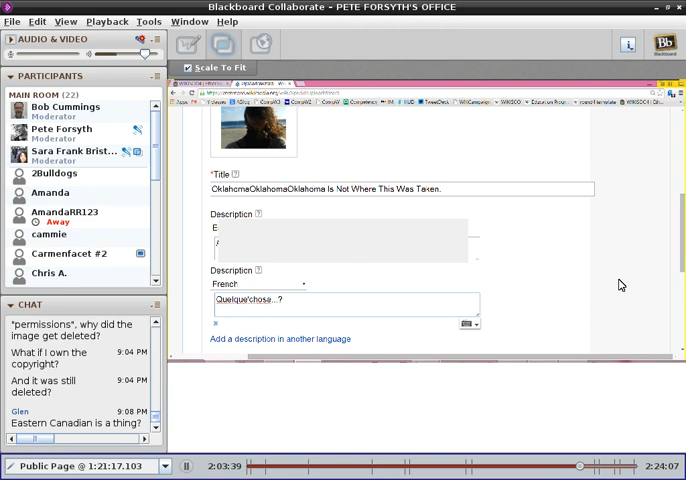 Blackboard Collaborate – PETE FORSYTH'S OFFICE
File Edit View Playback Tools Window Help
AUDIO & VIDEO
Scale To Fit
PARTICIPANTS
MAIN ROOM (22)
Bob Cummings
Moderator
Pete Forsyth
Moderator
Sara Frank Brist...
Moderator
2Bulldogs
Amanda
AmandaRR123
Away
cammie
Carmenfacet #2
Chris A.
CHAT
"permissions", why did the
image get deleted?
What if I own the 9:04 PM
copyright?
And it was still 9:04 PM
deleted?
Glen 9:08 PM
Eastern Canadian is a thing?
*Title ?
OklahomaOklahomaOklahoma Is Not Where This Was Taken.
Description ?
Description ?
French
Quelque'chose...?
Add a description in another language
Public Page @ 1:21:17.103
2:03:39
2:24:07
Bb
Blackboard